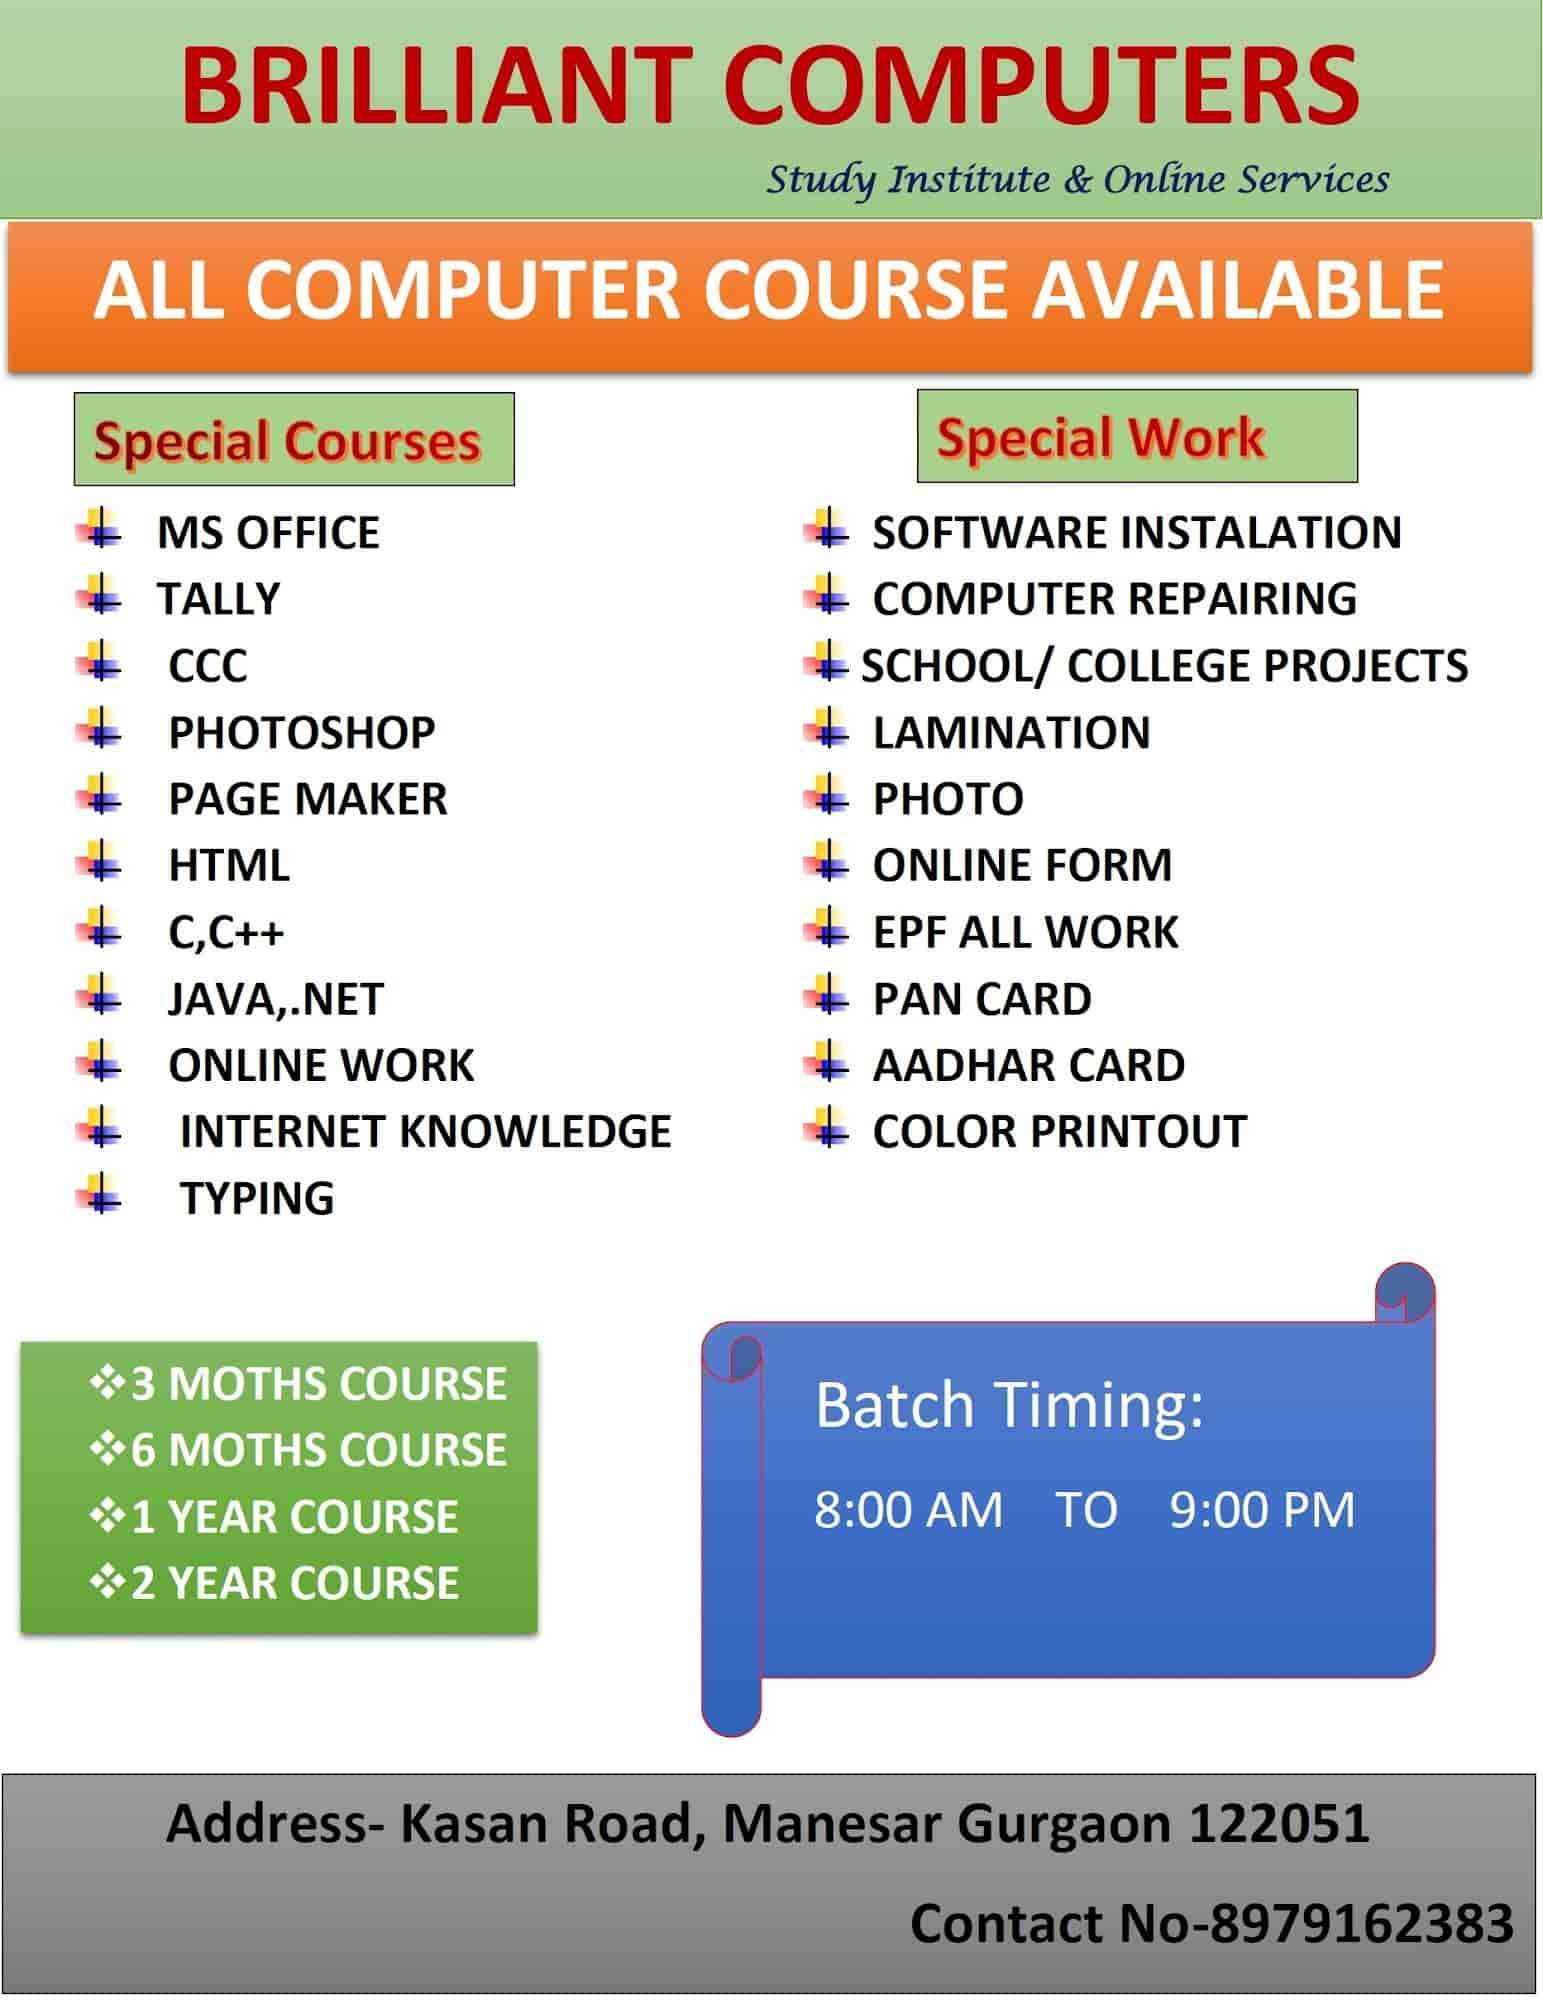 BRILLIANT COMPUTERS
Study Institute & Online Services
ALL COMPUTER COURSE AVAILABLE
Special Courses
MS OFFICE
TALLY
CCC
PHOTOSHOP
PAGE MAKER
HTML
C,C++
JAVA,.NET
ONLINE WORK
INTERNET KNOWLEDGE
TYPING
Special Work
SOFTWARE INSTALATION
COMPUTER REPAIRING
SCHOOL/ COLLEGE PROJECTS
LAMINATION
PHOTO
ONLINE FORM
EPF ALL WORK
PAN CARD
AADHAR CARD
COLOR PRINTOUT
❖3 MOTHS COURSE
❖6 MOTHS COURSE
❖1 YEAR COURSE
❖2 YEAR COURSE
Batch Timing:
8:00 AM TO 9:00 PM
Address- Kasan Road, Manesar Gurgaon 122051
Contact No-8979162383